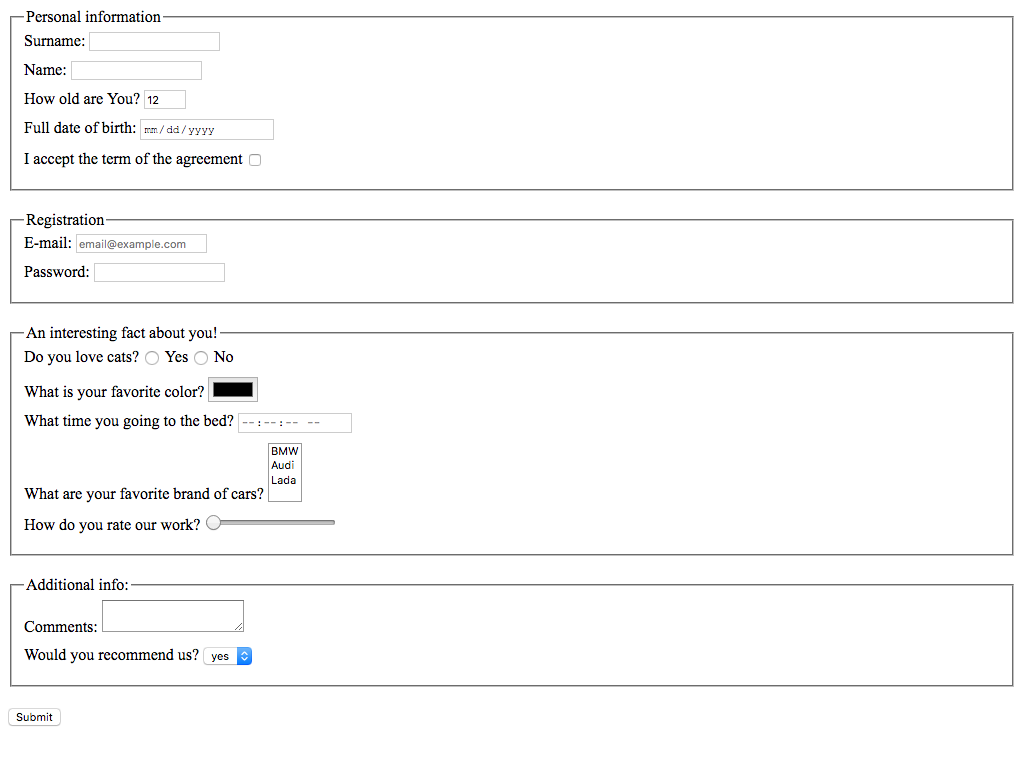 Personal information
Surname:
Name:
How old are You? 12
Full date of birth: mm/dd/yyyy
I accept the term of the agreement
Registration
E-mail: email@example.com
Password:
An interesting fact about you!
Do you love cats? Yes No
What is your favorite color?
What time you going to the bed? --:--:-- --
BMW
Audi
Lada
What are your favorite brand of cars?
How do you rate our work?
Additional info:
Comments:
Would you recommend us? yes
Submit